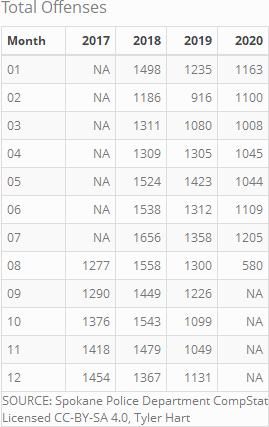 Total Offenses
Month 2017 2018 2019 2020
01 NA 1498 1235 1163
02 NA 1186 916 1100
03 NA 1311 1080 1008
04 NA 1309 1305 1045
05 NA 1524 1423 1044
06 NA 1538 1312 1109
07 NA 1656 1358 1205
08 1277 1558 1300 580
09 1290 1449 1226 NA
10 1376 1543 1099 NA
11 1418 1479 1049 NA
12 1454 1367 1131 NA
SOURCE: Spokane Police Department CompStat
Licensed CC-BY-SA 4.0, Tyler Hart